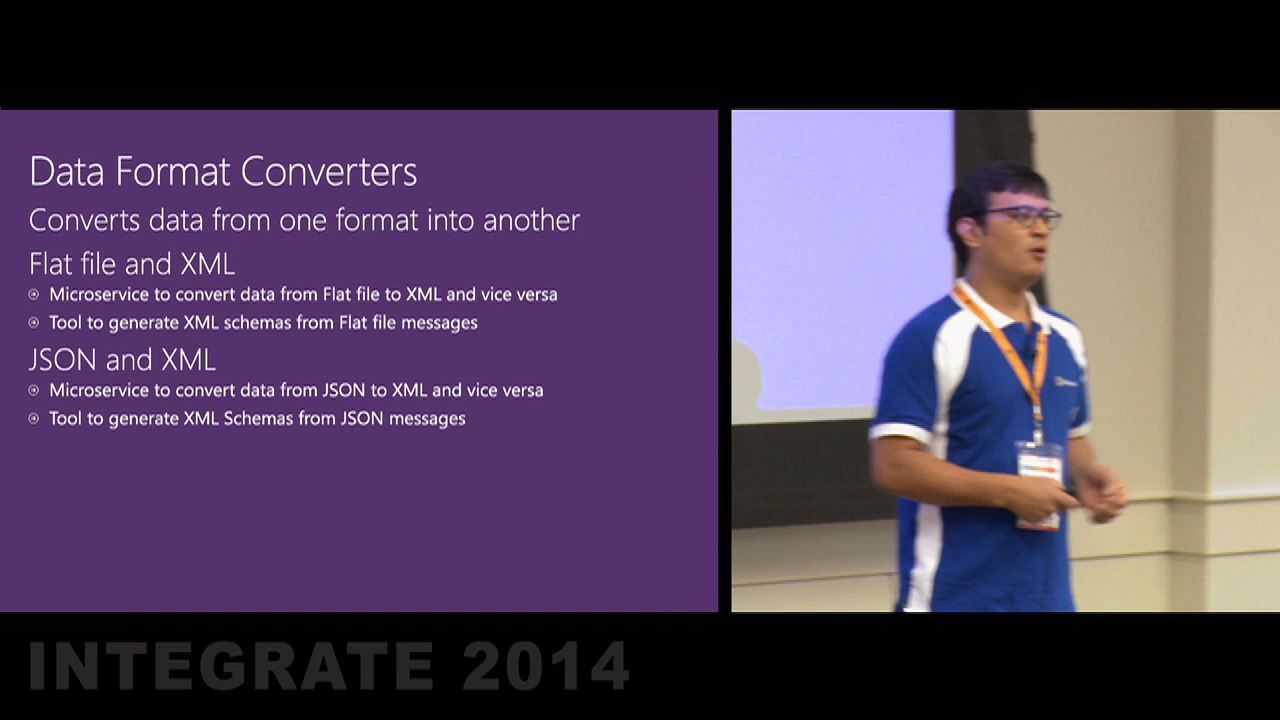 Data Format Converters
Converts data from one format into another
Flat file and XML
Microservice to convert data from Flat file to XML and vice versa
Tool to generate XML schemas from Flat file messages
JSON and XML
Microservice to convert data from JSON to XML and vice versa
Tool to generate XML Schemas from JSON messages
INTEGRATE 2014